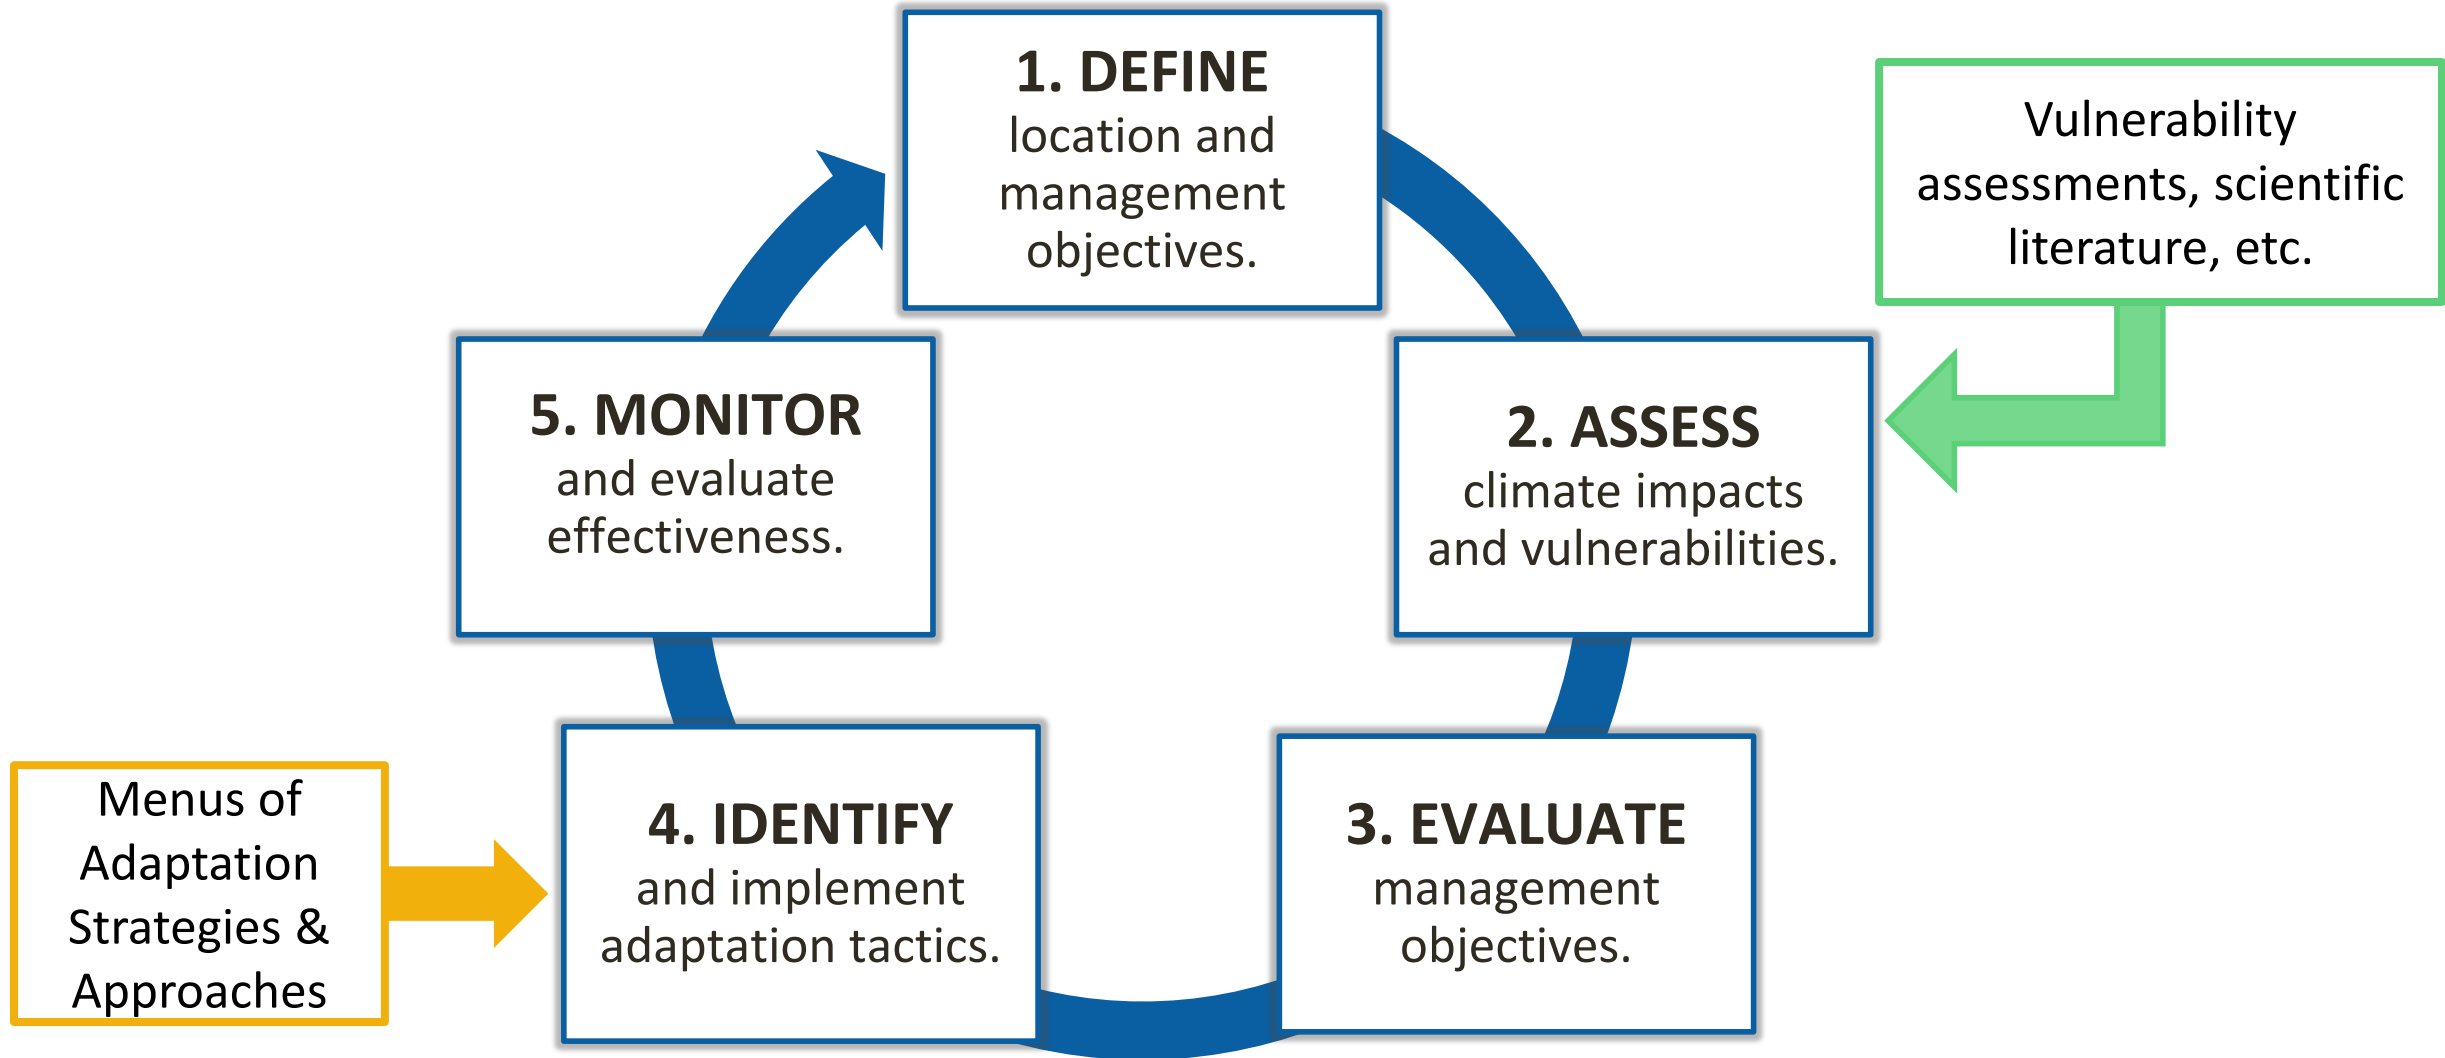 1. DEFINE
location and
management
objectives.
Vulnerability
assessments, scientific
literature, etc.
2. ASSESS
climate impacts
and vulnerabilities.
3. EVALUATE
management
objectives.
4. IDENTIFY
and implement
adaptation tactics.
Menus of
Adaptation
Strategies &
Approaches
5. MONITOR
and evaluate
effectiveness.